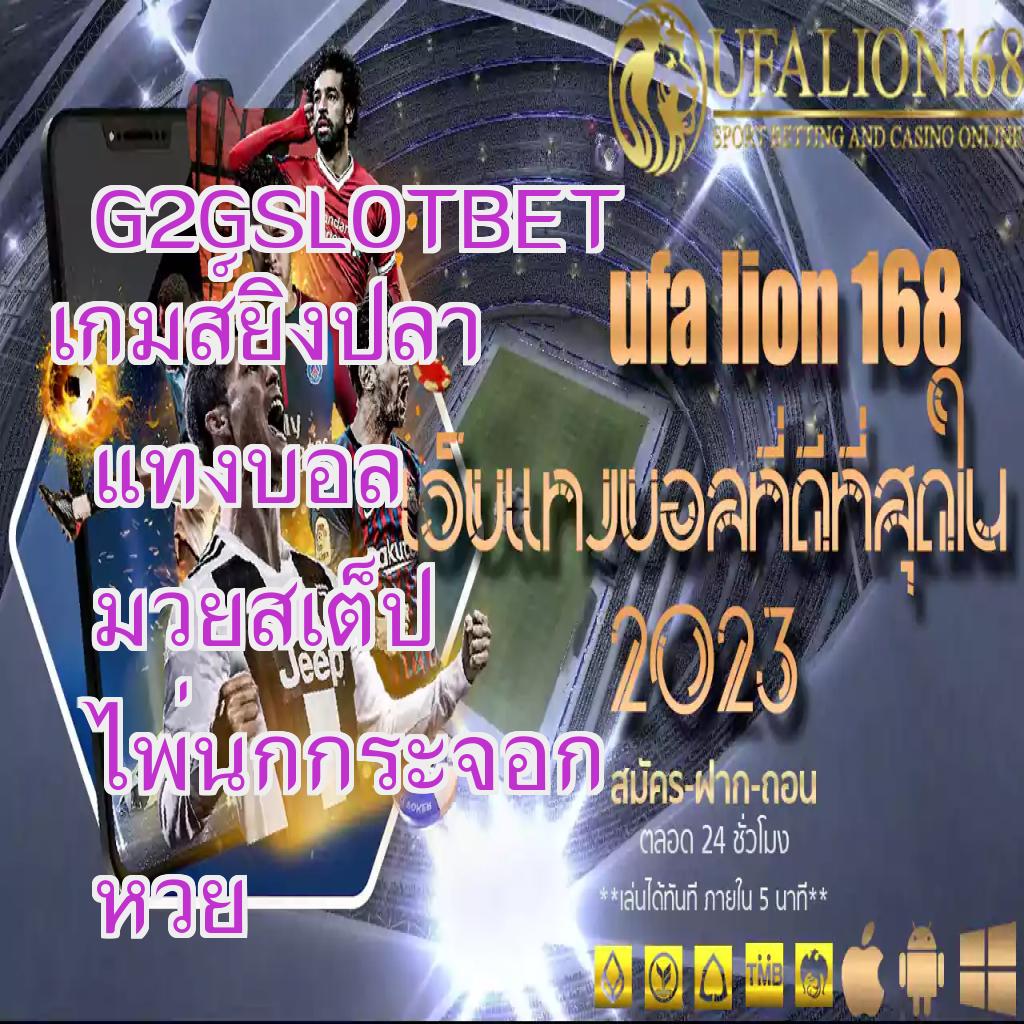 UFALION168
SPORT BETTING AND CASINO ONLINE
G2GSLOTBET
ufa lion 168
เกมส์ยิงปลา
แทงบอล
เว็บแทงบอลที่ดีที่สุดใน
มวยสเต็ป
2023
Jeep
ไพ่นกกระจอก
สมัคร-ฝาก-ถอน
ตลอด 24 ชั่วโมง
หวย
**เล่นได้ทันที ภายใน 5 นาที**
TMB